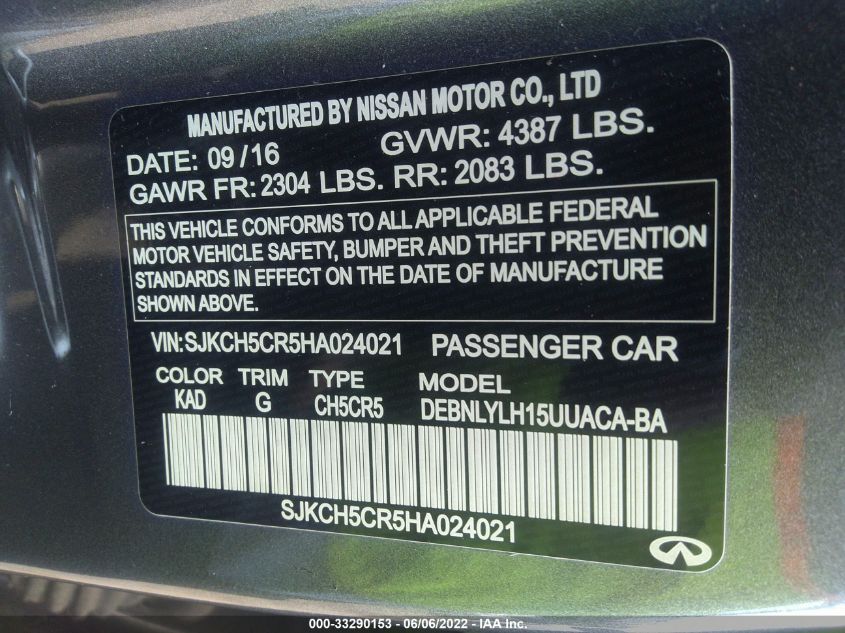 MANUFACTURED BY NISSAN MOTOR CO., LTD
DATE: 09/16 GVWR: 4387 LBS.
GAWR FR: 2304 LBS. RR: 2083 LBS.
THIS VEHICLE CONFORMS TO ALL APPLICABLE FEDERAL
MOTOR VEHICLE SAFETY, BUMPER AND THEFT PREVENTION
STANDARDS IN EFFECT ON THE DATE OF MANUFACTURE
SHOWN ABOVE.
VIN: SJKCH5CR5HA024021 PASSENGER CAR
COLOR TRIM TYPE MODEL
KAD G CH5CR5 DEBNLYLH15UUACA-BA
SJKCH5CR5HA024021
000-33290153 - 06/06/2022 - IAA Inc.